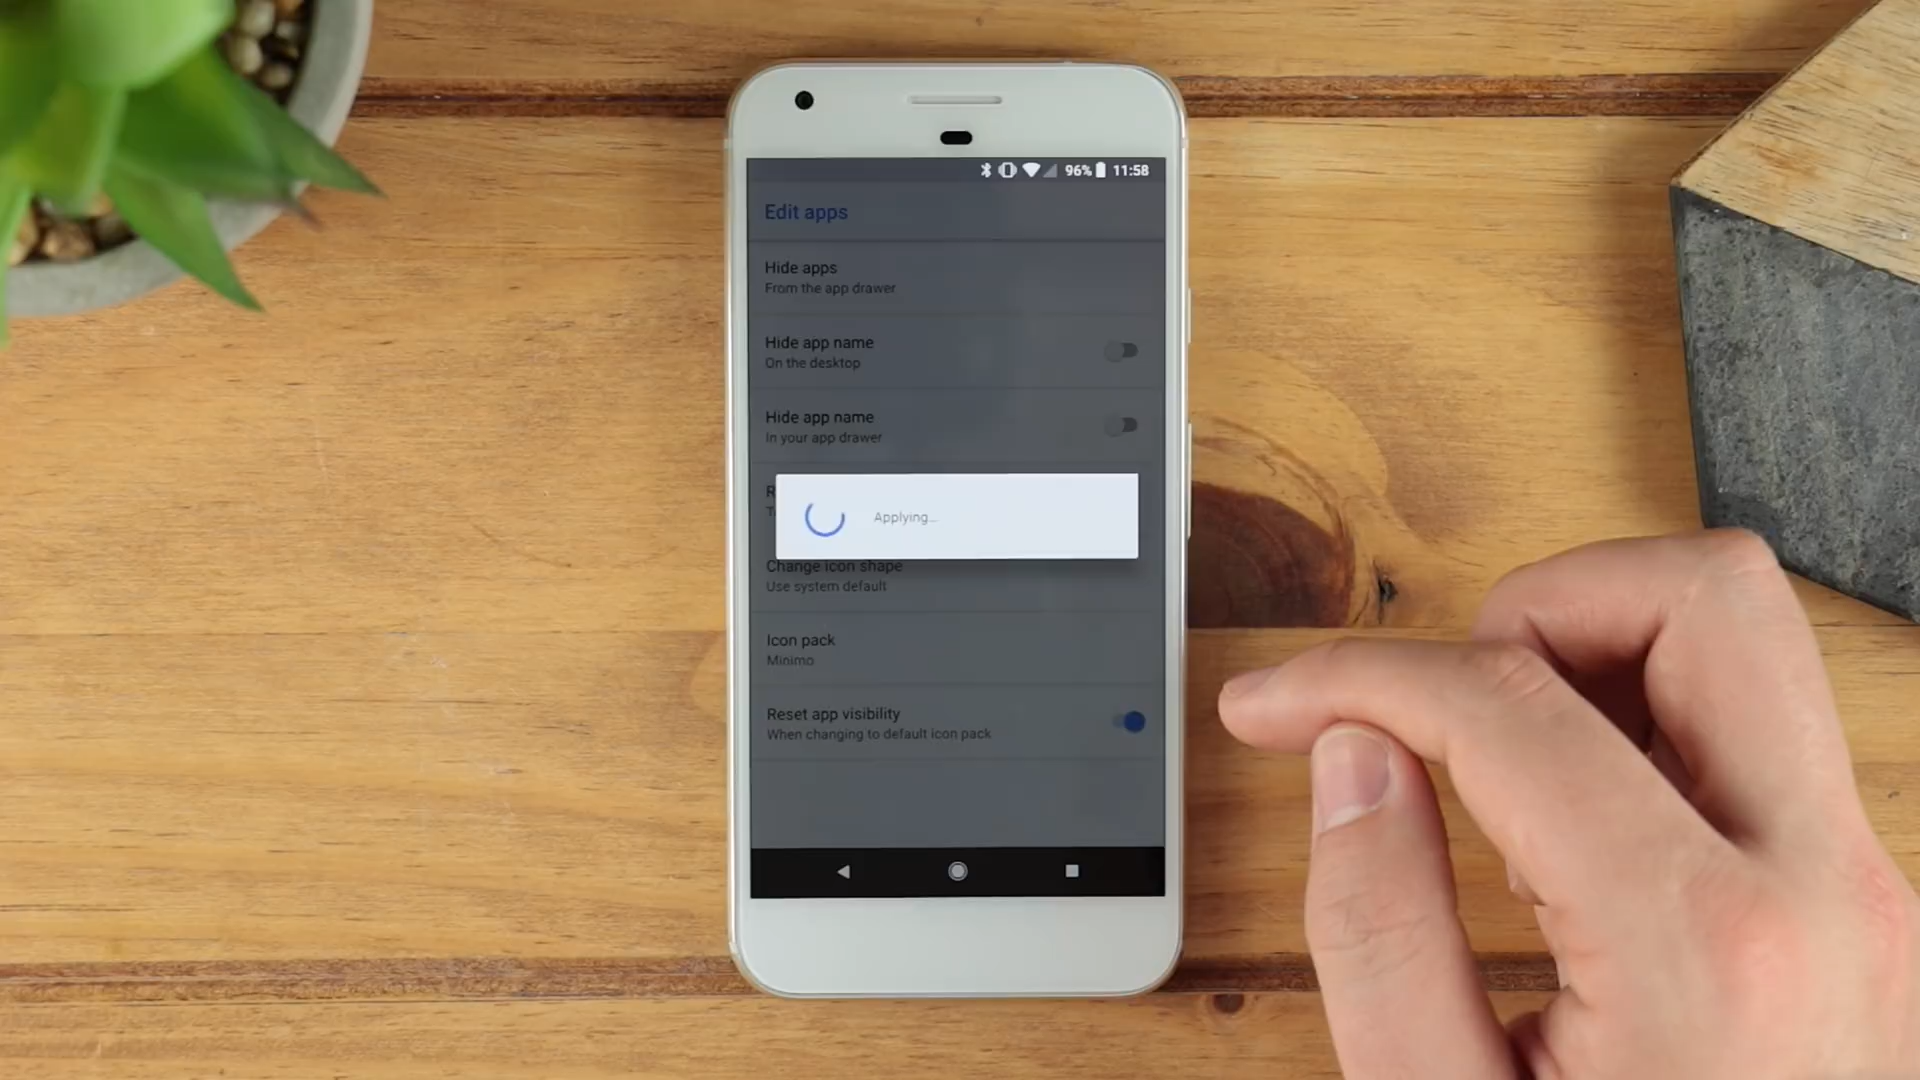 96% 11:58
Edit apps
Hide apps
From the app drawer
Hide app name
On the desktop
Hide app name
In your app drawer
Applying...
Change icon shape
Use system default
Icon pack
Minimo
Reset app visibility
When changing to default icon pack